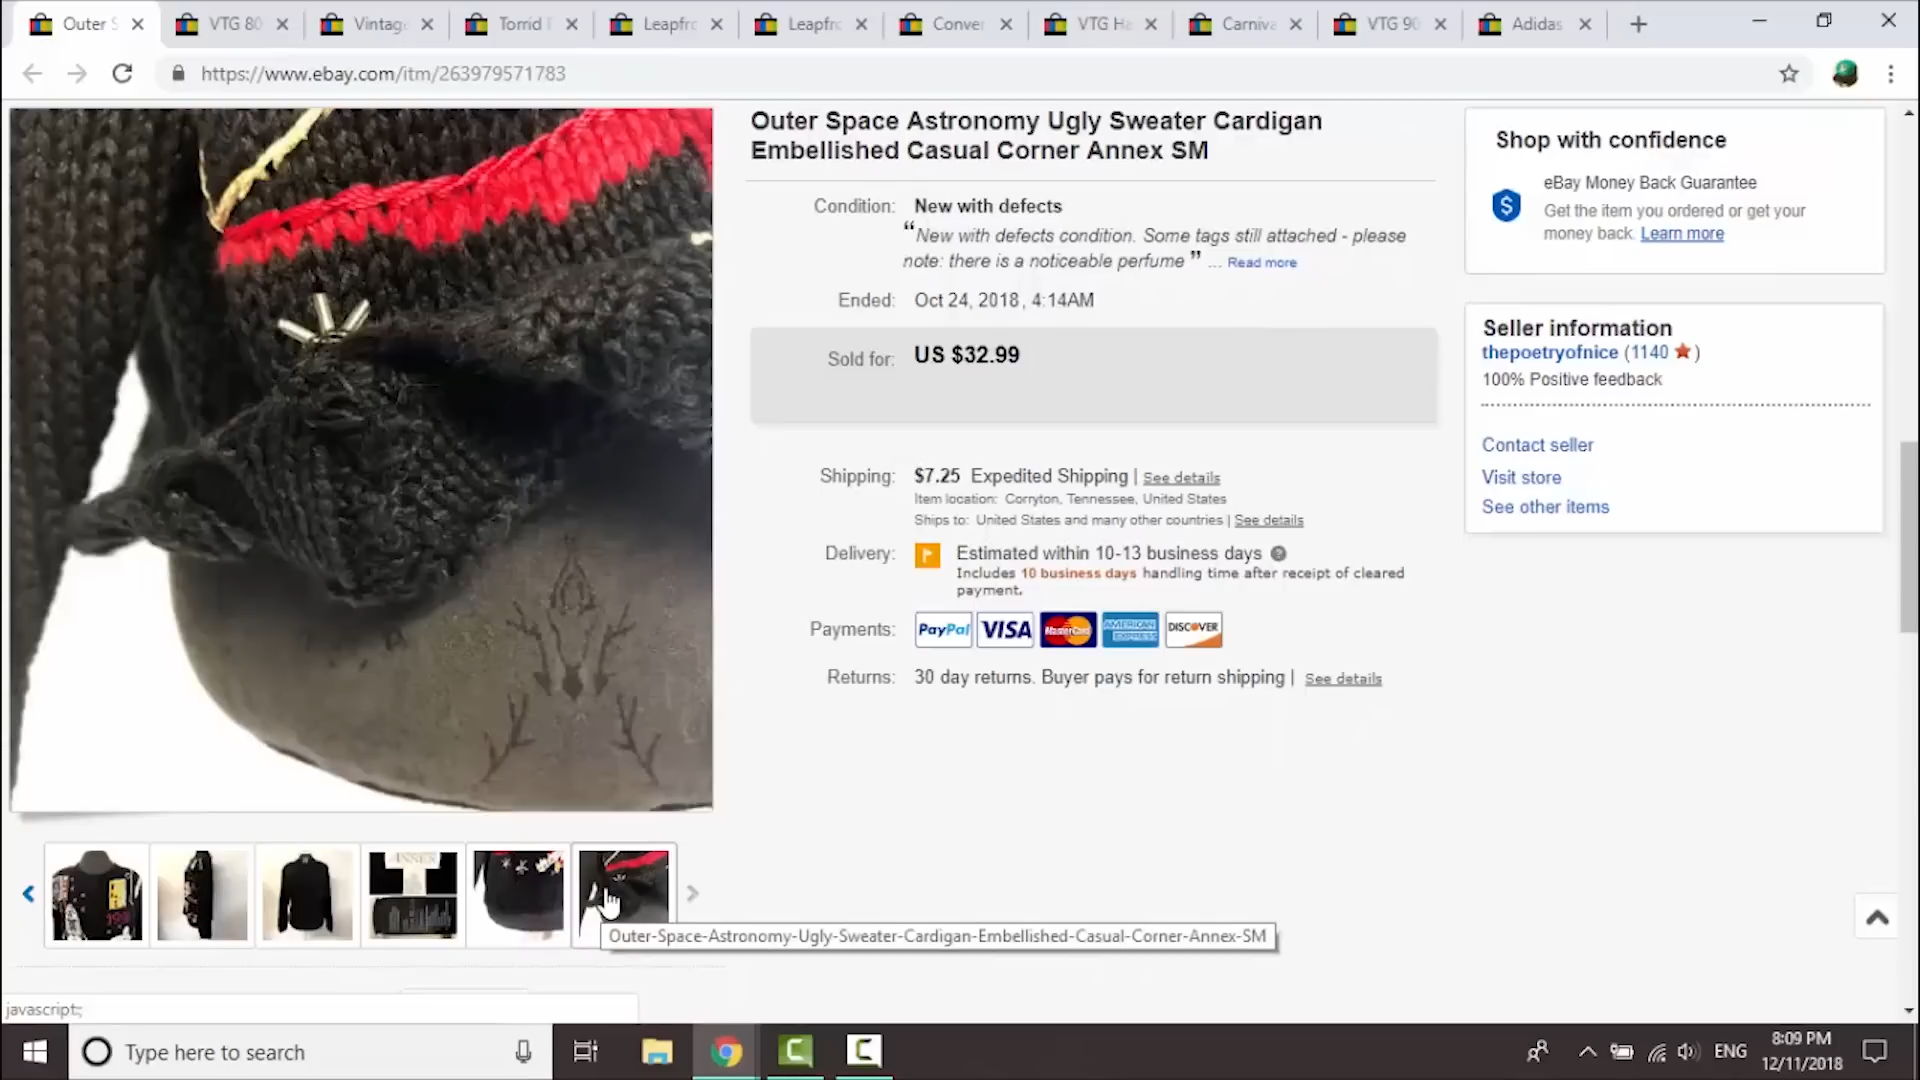 Outer S
VTG 80
Vintage
Torrid
Leapfro
Leapfro
Conver
VTG Ha
Carniva
VTG 90
Adidas
https://www.ebay.com/itm/263979571783
Outer Space Astronomy Ugly Sweater Cardigan
Embellished Casual Corner Annex SM
Condition: New with defects
“New with defects condition. Some tags still attached - please
note: there is a noticeable perfume ” ... Read more
Ended: Oct 24, 2018 , 4:14AM
Sold for: US $32.99
Shipping: $7.25 Expedited Shipping | See details
Item location: Corryton, Tennessee, United States
Ships to: United States and many other countries | See details
Delivery: Estimated within 10-13 business days
Includes 10 business days handling time after receipt of cleared
payment.
Payments: PayPal VISA MasterCard AMERICAN EXPRESS DISCOVER
Returns: 30 day returns. Buyer pays for return shipping | See details
Shop with confidence
eBay Money Back Guarantee
Get the item you ordered or get your
money back. Learn more
Seller information
thepoetryofnice (1140 ★ )
100% Positive feedback
Contact seller
Visit store
See other items
ANNEX
Outer-Space-Astronomy-Ugly-Sweater-Cardigan-Embellished-Casual-Corner-Annex-SM
javascript:;
Type here to search
ENG
8:09 PM
12/11/2018